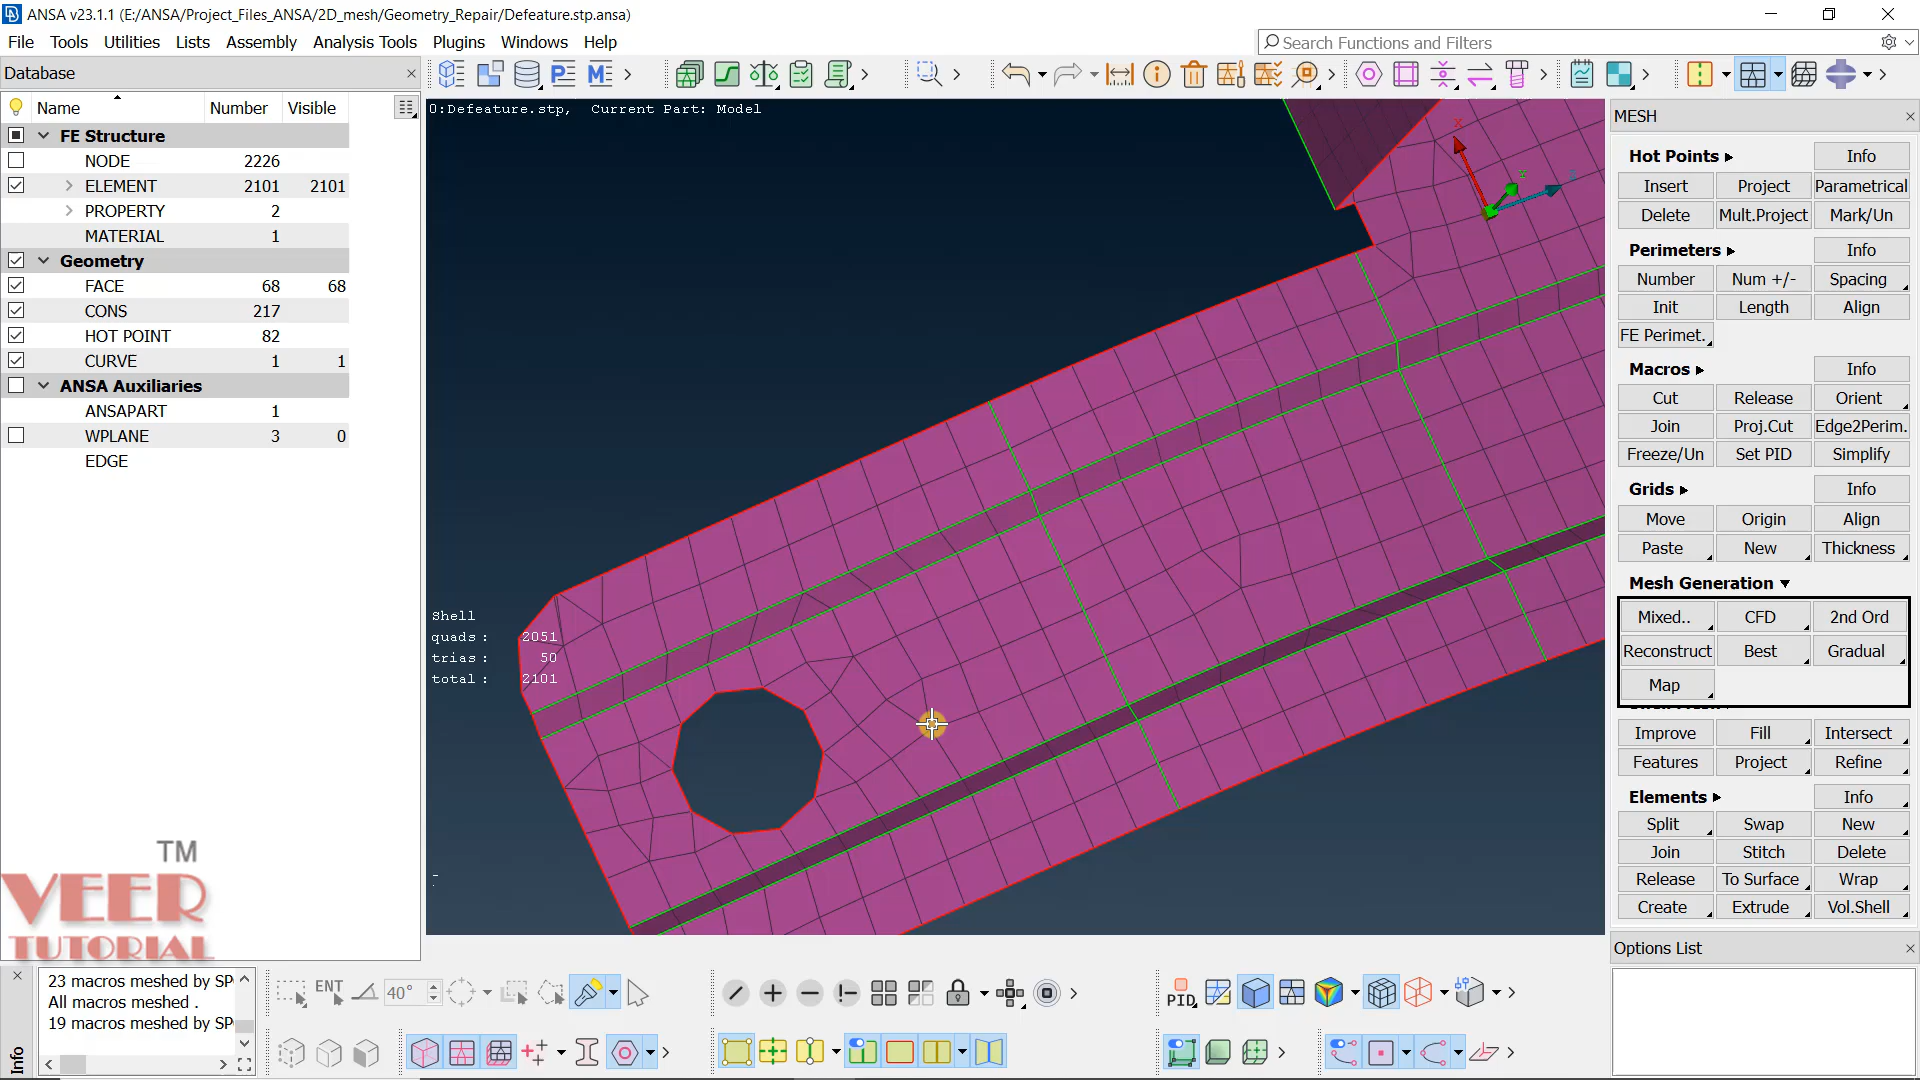 ANSA v23.1.1 (E:/ANSA/Project_Files_ANSA/2D_mesh/Geometry_Repair/Defeature.stp.ansa)
File Tools Utilities Lists Assembly Analysis Tools Plugins Windows Help
Search Functions and Filters
Database
Name Number Visible
FE Structure
NODE 2226
ELEMENT 2101 2101
PROPERTY 2
MATERIAL 1
Geometry
FACE 68 68
CONS 217
HOT POINT 82
CURVE 1 1
ANSA Auxiliaries
ANSAPART 1
WPLANE 3 0
EDGE
TM
VEER
TUTORIAL
0:Defeature.stp, Current Part: Model
X
Y
Shell
quads : 2051
trias : 50
total : 2101
MESH
Hot Points Info
Insert Project Parametrical
Delete Mult.Project Mark/Un
Perimeters Info
Number Num +/- Spacing
Init Length Align
FE Perimet.
Macros Info
Cut Release Orient
Join Proj.Cut Edge2Perim.
Freeze/Un Set PID Simplify
Grids Info
Move Origin Align
Paste New Thickness
Mesh Generation
Mixed.. CFD 2nd Ord
Reconstruct Best Gradual
Map
Improve Fill Intersect
Features Project Refine
Elements Info
Split Swap New
Join Stitch Delete
Release To Surface Wrap
Create Extrude Vol.Shell
Options List
Info
23 macros meshed by SP
All macros meshed .
19 macros meshed by SP
ENT
40°
PID